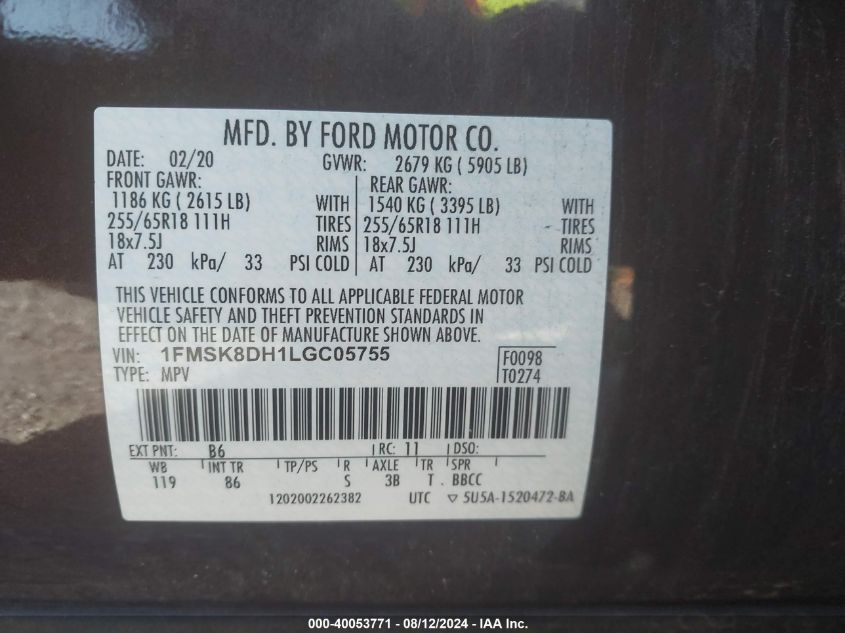 MFD. BY FORD MOTOR CO.
DATE: 02/20 GVWR: 2679 KG ( 5905 LB)
FRONT GAWR: REAR GAWR:
1186 KG ( 2615 LB) WITH 1540 KG ( 3395 LB) WITH
255/65R18 111H TIRES 255/65R18 111H TIRES
18x7.5J RIMS 18x7.5J RIMS
AT 230 kPa/ 33 PSI COLD AT 230 kPa/ 33 PSI COLD
THIS VEHICLE CONFORMS TO ALL APPLICABLE FEDERAL MOTOR
VEHICLE SAFETY AND THEFT PREVENTION STANDARDS IN
EFFECT ON THE DATE OF MANUFACTURE SHOWN ABOVE.
VIN: 1FMSK8DH1LGC05755 F0098
TYPE: MPV T0274
EXT PNT: B6 RC: 11 DSO:
WB INT TR TP/PS R AXLE TR SPR
119 86 S 3B T . BBCC
1202002262382 UTC ▽ 5U5A-1520472-BA
000-40053771 - 08/12/2024 - IAA Inc.